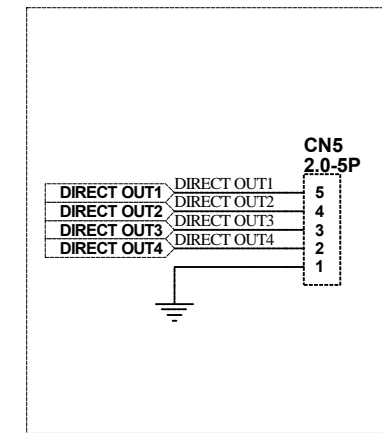 CN5
2.0-5P
DIRECT OUT1 DIRECT OUT1 5
DIRECT OUT2 DIRECT OUT2 4
DIRECT OUT3 DIRECT OUT3 3
DIRECT OUT4 DIRECT OUT4 2
1